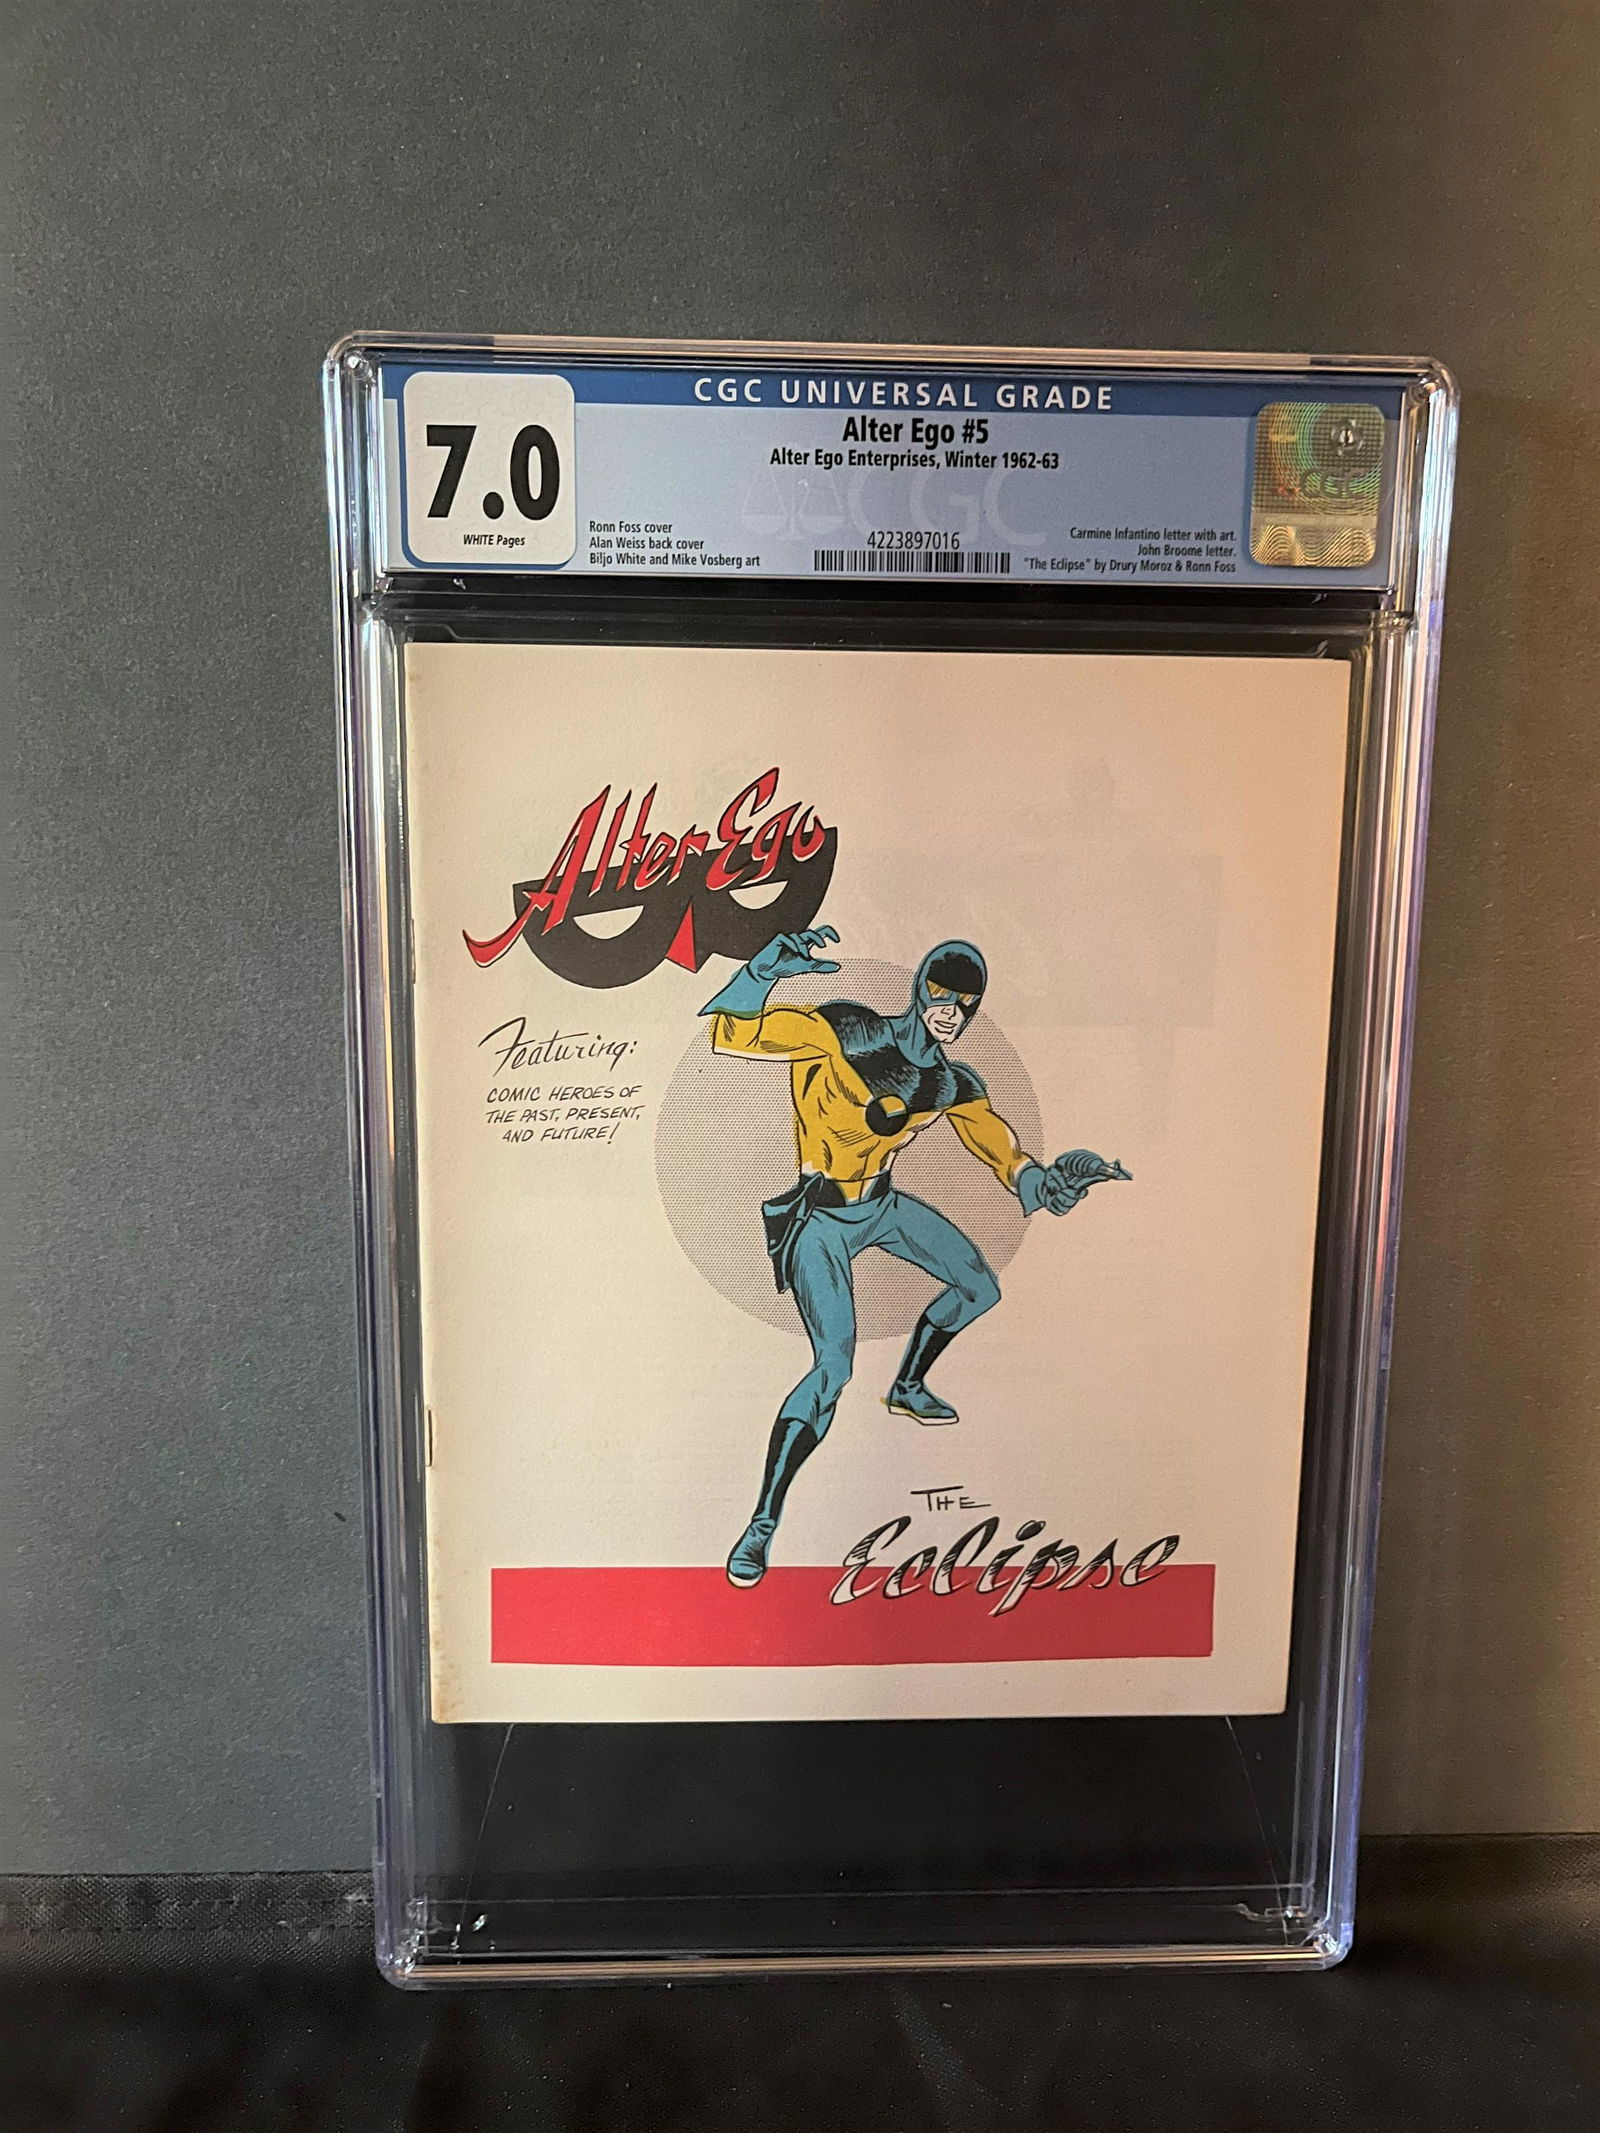 CGC UNIVERSAL GRADE
7.0
WHITE Pages
Alter Ego #5
Alter Ego Enterprises, Winter 1962-63
Ronn Foss cover
Alan Weiss back cover
Biljo White and Mike Vosberg art
CGC
4223897016
Carmine Infantino letter with art.
John Broome letter.
"The Eclipse" by Drury Moroz & Ronn Foss
CGC
Alter Ego
Featuring:
COMIC HEROES OF
THE PAST, PRESENT,
AND FUTURE!
THE
Eclipse